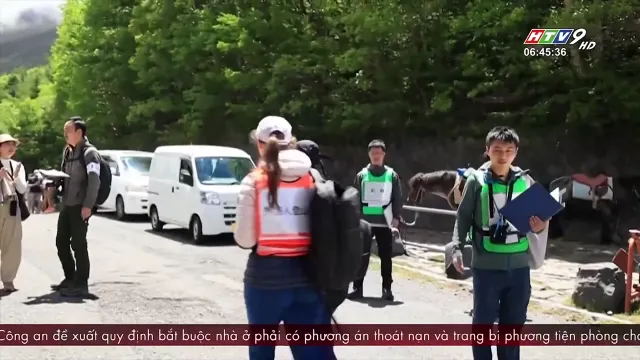 HTV9 HD
06:45:36
Công an đề xuất quy định bắt buộc nhà ở phải có phương án thoát nạn và trang bị phương tiện phòng ch